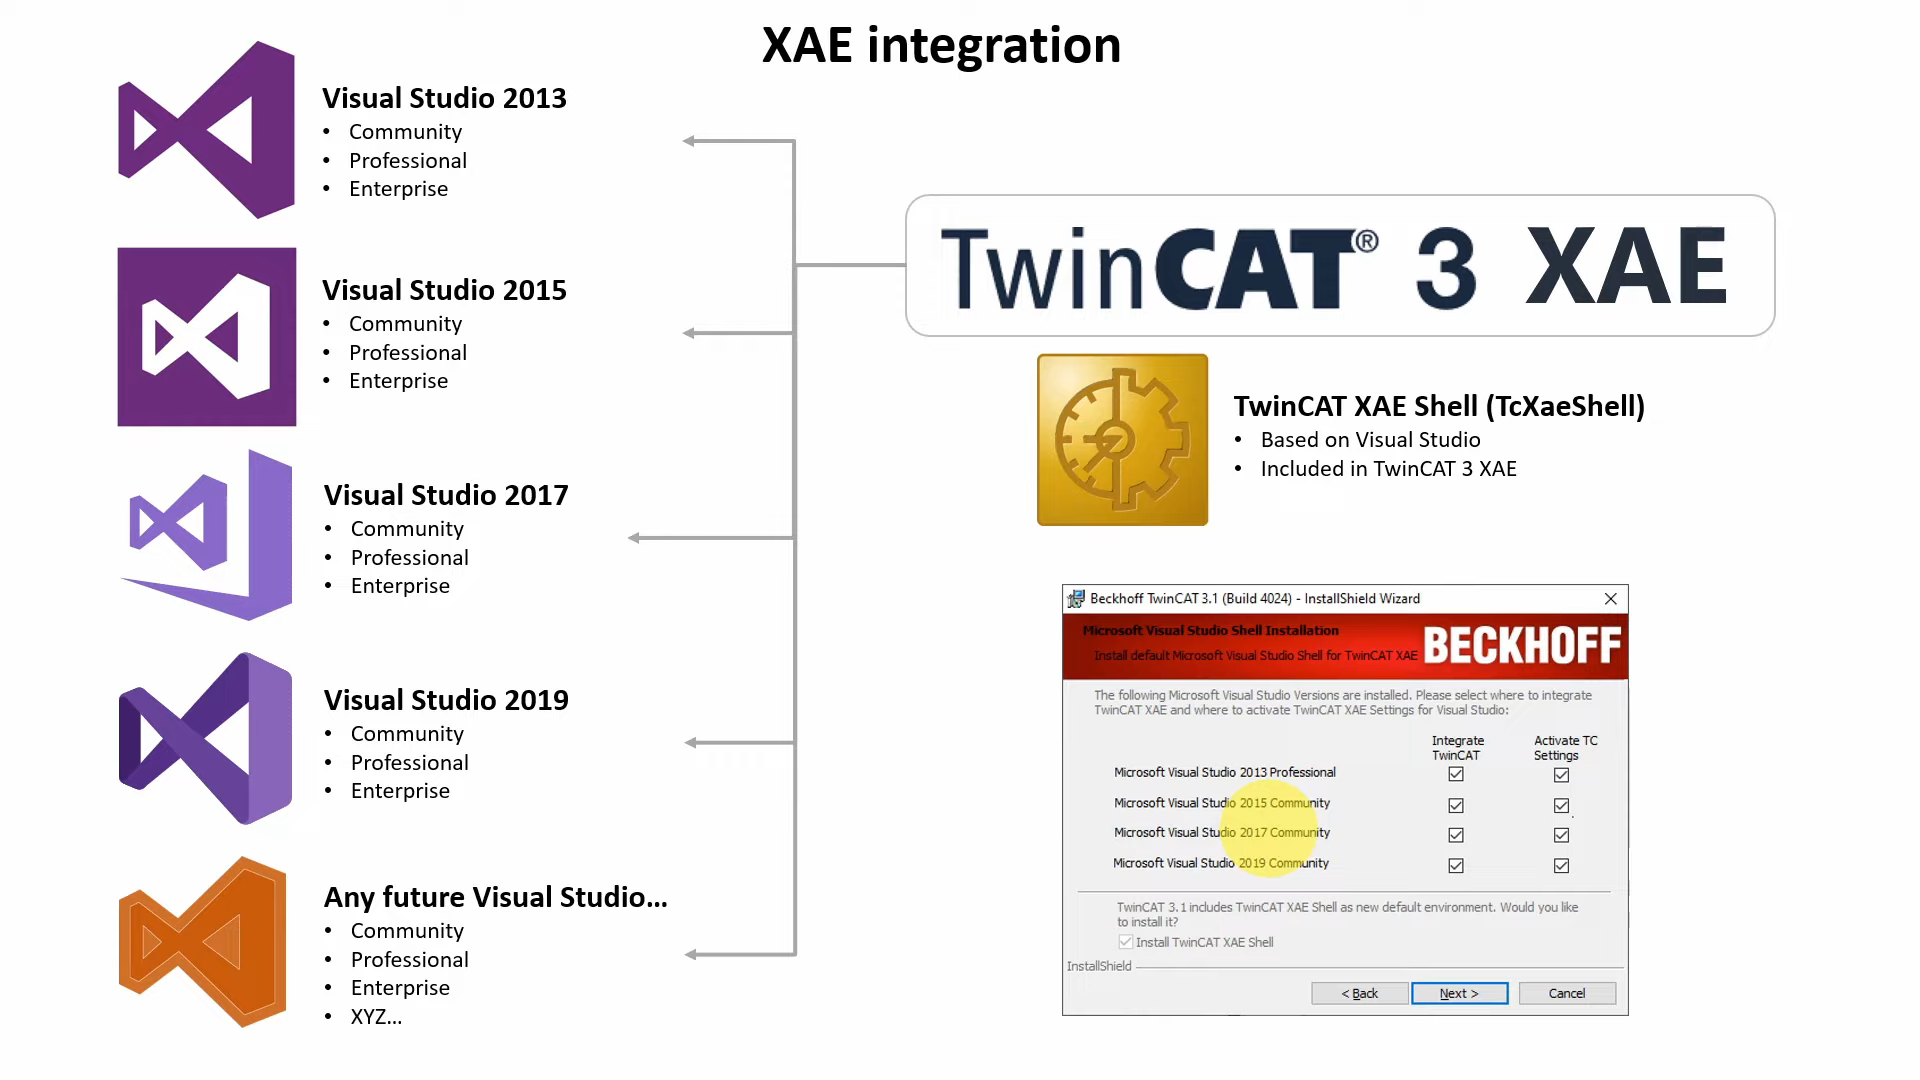 XAE integration
Visual Studio 2013
• Community
• Professional
• Enterprise
Visual Studio 2015
• Community
• Professional
• Enterprise
Visual Studio 2017
• Community
• Professional
• Enterprise
Visual Studio 2019
• Community
• Professional
• Enterprise
Any future Visual Studio...
• Community
• Professional
• Enterprise
• XYZ...
TwinCAT® 3 XAE
TwinCAT XAE Shell (TcXaeShell)
• Based on Visual Studio
• Included in TwinCAT 3 XAE
Beckhoff TwinCAT 3.1 (Build 4024) - InstallShield Wizard
Microsoft Visual Studio Shell Installation
Install default Microsoft Visual Studio Shell for TwinCAT XAE
BECKHOFF
The following Microsoft Visual Studio Versions are installed. Please select where to integrate
TwinCAT XAE and where to activate TwinCAT XAE Settings for Visual Studio:
Integrate
TwinCAT
Activate TC
Settings
Microsoft Visual Studio 2013 Professional
Microsoft Visual Studio 2015 Community
Microsoft Visual Studio 2017 Community
Microsoft Visual Studio 2019 Community
TwinCAT 3.1 includes TwinCAT XAE Shell as new default environment. Would you like
to install it?
Install TwinCAT XAE Shell
InstallShield
< Back
Next >
Cancel